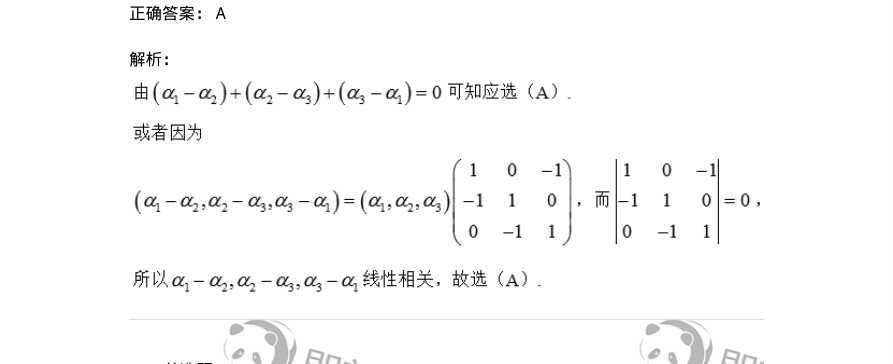 正确答案： A
解析：
由(α₁－α₂)+(α₂－α₃)+(α₃－α₁)=0 可知应选（A）.
或者因为
(α₁－α₂,α₂－α₃,α₃－α₁)=(α₁,α₂,α₃)( 1 0 －1 ; －1 1 0 ; 0 －1 1 )，而| 1 0 －1 ; －1 1 0 ; 0 －1 1 |=0，
所以α₁－α₂,α₂－α₃,α₃－α₁线性相关，故选（A）.